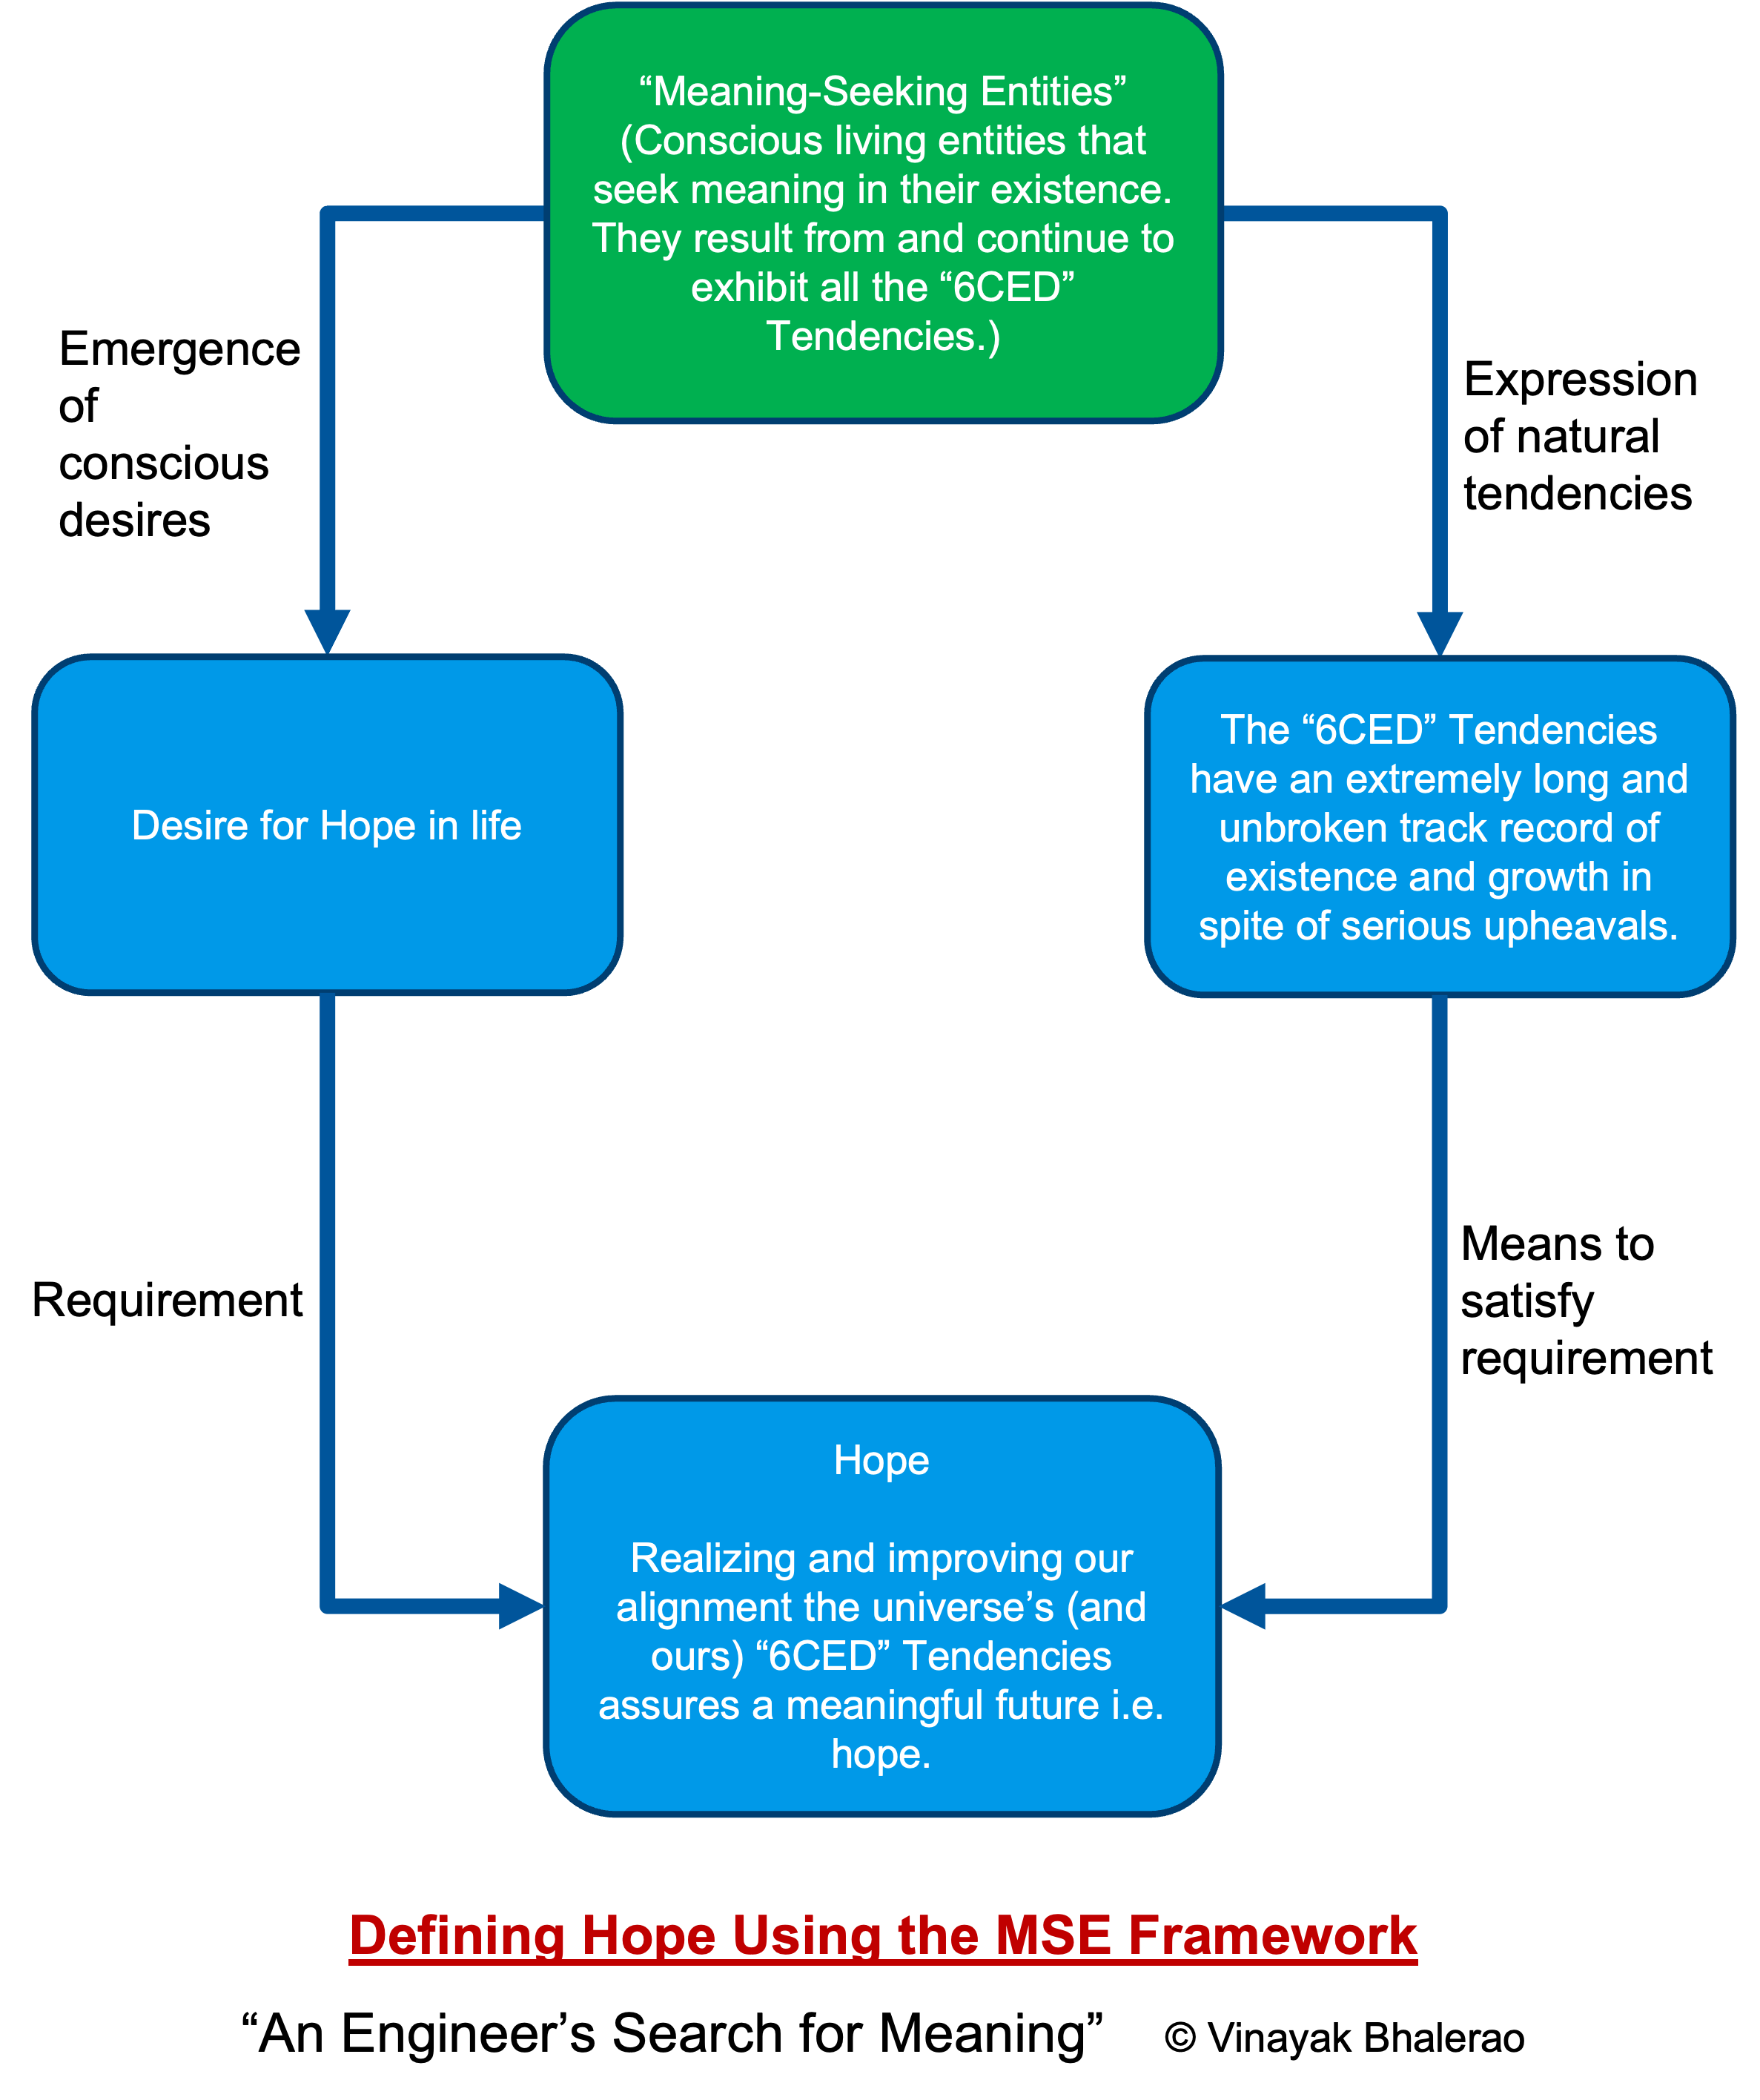 “Meaning-Seeking Entities”
(Conscious living entities that
seek meaning in their existence.
They result from and continue to
exhibit all the “6CED”
Tendencies.)
Emergence
of
conscious
desires
Expression
of natural
tendencies
Desire for Hope in life
The “6CED” Tendencies
have an extremely long and
unbroken track record of
existence and growth in
spite of serious upheavals.
Requirement
Means to
satisfy
requirement
Hope
Realizing and improving our
alignment the universe’s (and
ours) “6CED” Tendencies
assures a meaningful future i.e.
hope.
Defining Hope Using the MSE Framework
“An Engineer’s Search for Meaning” © Vinayak Bhalerao